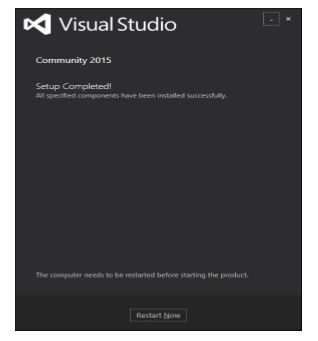 Visual Studio
Community 2015
Setup Completed!
All specified components have been installed successfully.
The computer needs to be restarted before starting the product.
Restart Now